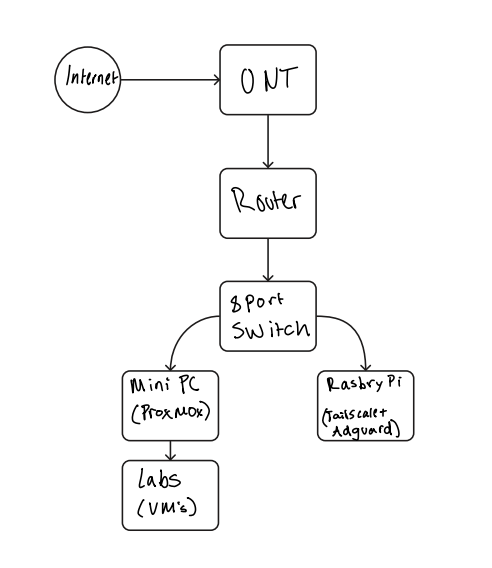 Internet
ONT
Router
8Port
Switch
Mini PC
(Proxmox)
Rasbry Pi
(Tailscale+
Adguard)
Labs
(VM's)